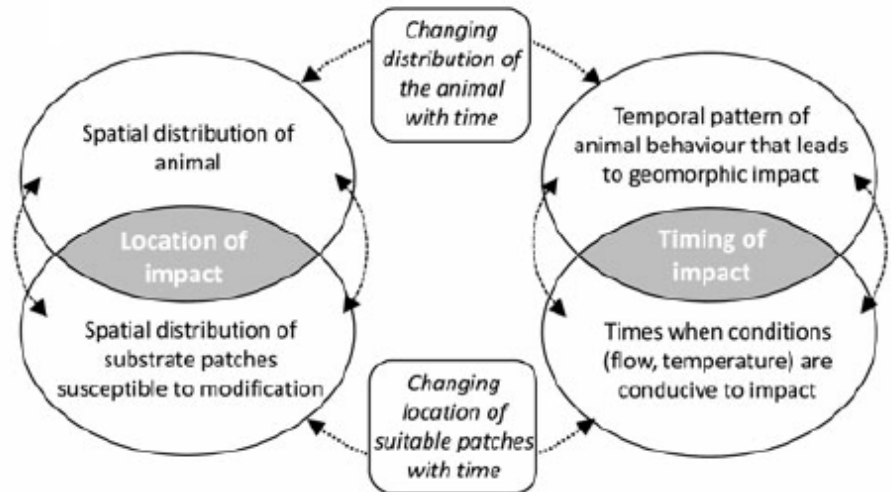 Changing
distribution of
the animal
with time
Spatial distribution of
animal
Location of
impact
Spatial distribution of
substrate patches
susceptible to modification
Temporal pattern of
animal behaviour that leads
to geomorphic impact
Timing of
impact
Times when conditions
(flow, temperature) are
conducive to impact
Changing
location of
suitable patches
with time